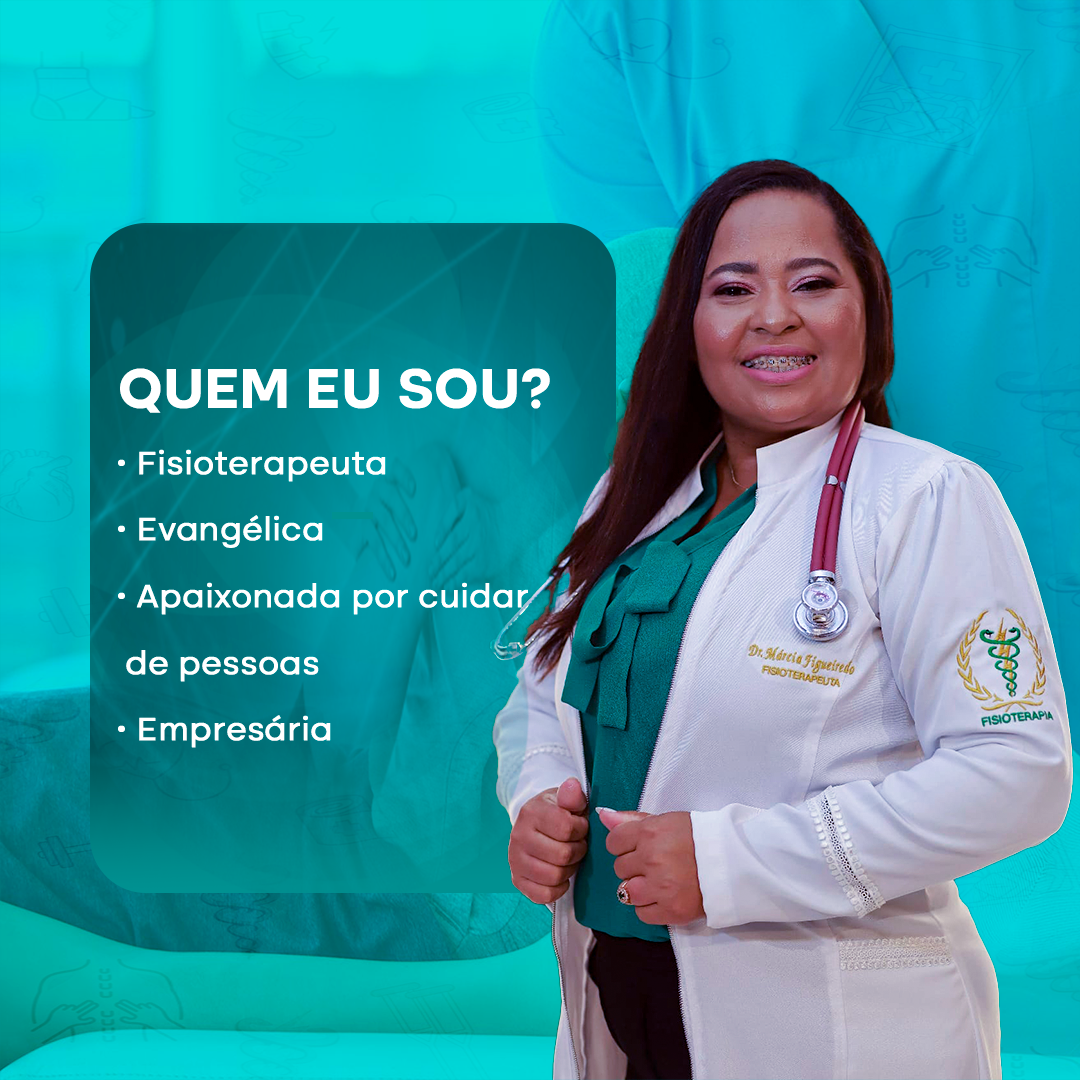 QUEM EU SOU?
• Fisioterapeuta
• Evangélica
• Apaixonada por cuidar
de pessoas
• Empresária
Dr. Márcia Figueiredo
FISIOTERAPEUTA
FISIOTERAPIA